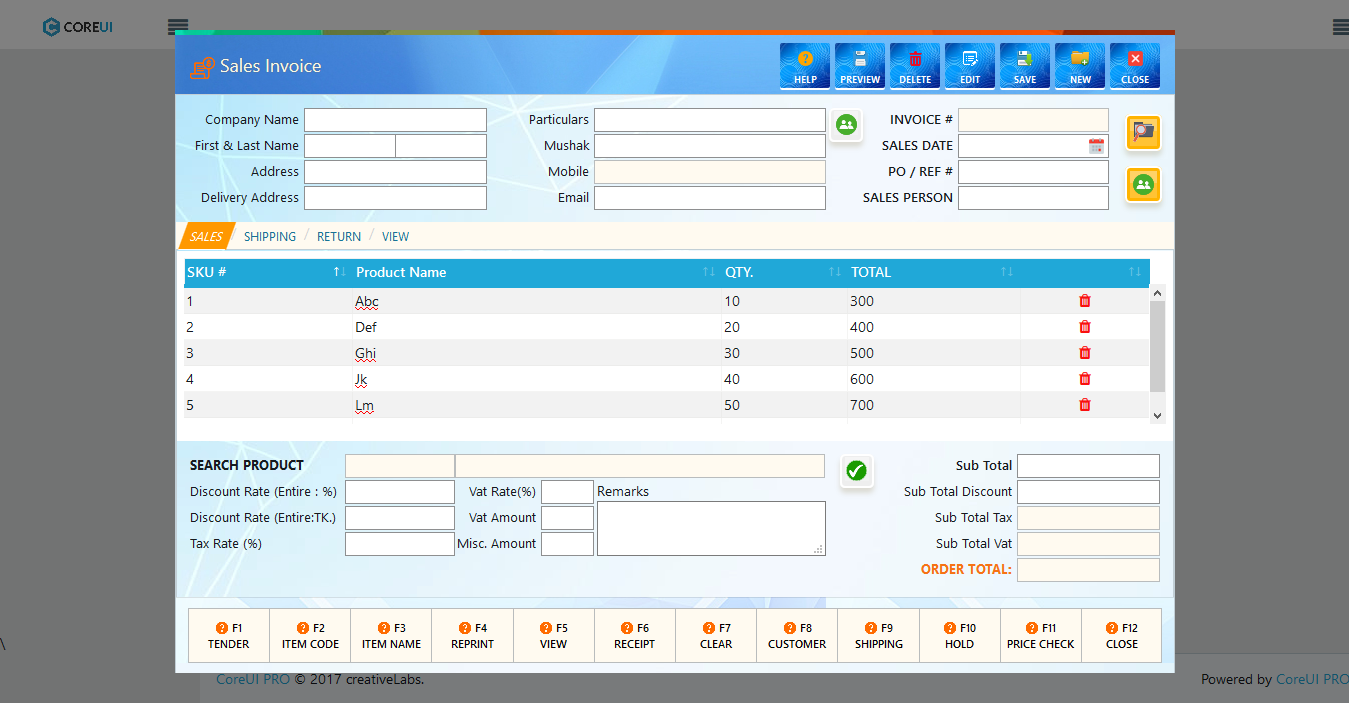 COREUI
Sales Invoice
HELP PREVIEW DELETE EDIT SAVE NEW CLOSE
Company Name Particulars INVOICE #
First & Last Name Mushak SALES DATE
Address Mobile PO / REF #
Delivery Address Email SALES PERSON
SALES SHIPPING / RETURN / VIEW
SKU # Product Name QTY. TOTAL
1 Abc 10 300
2 Def 20 400
3 Ghi 30 500
4 Jk 40 600
5 Lm 50 700
SEARCH PRODUCT Sub Total
Discount Rate (Entire : %) Vat Rate(%) Remarks Sub Total Discount
Discount Rate (Entire:TK.) Vat Amount Sub Total Tax
Tax Rate (%) Misc. Amount Sub Total Vat
ORDER TOTAL:
? F1 ? F2 ? F3 ? F4 ? F5 ? F6 ? F7 ? F8 ? F9 ? F10 ? F11 ? F12
TENDER ITEM CODE ITEM NAME REPRINT VIEW RECEIPT CLEAR CUSTOMER SHIPPING HOLD PRICE CHECK CLOSE
\
CoreUI PRO © 2017 creativeLabs. Powered by CoreUI PRO